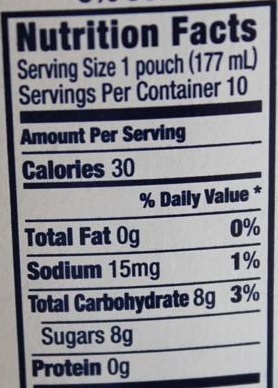 Nutrition Facts
Serving Size 1 pouch (177 mL)
Servings Per Container 10
Amount Per Serving
Calories 30
% Daily Value *
Total Fat 0g 0%
Sodium 15mg 1%
Total Carbohydrate 8g 3%
Sugars 8g
Protein 0g